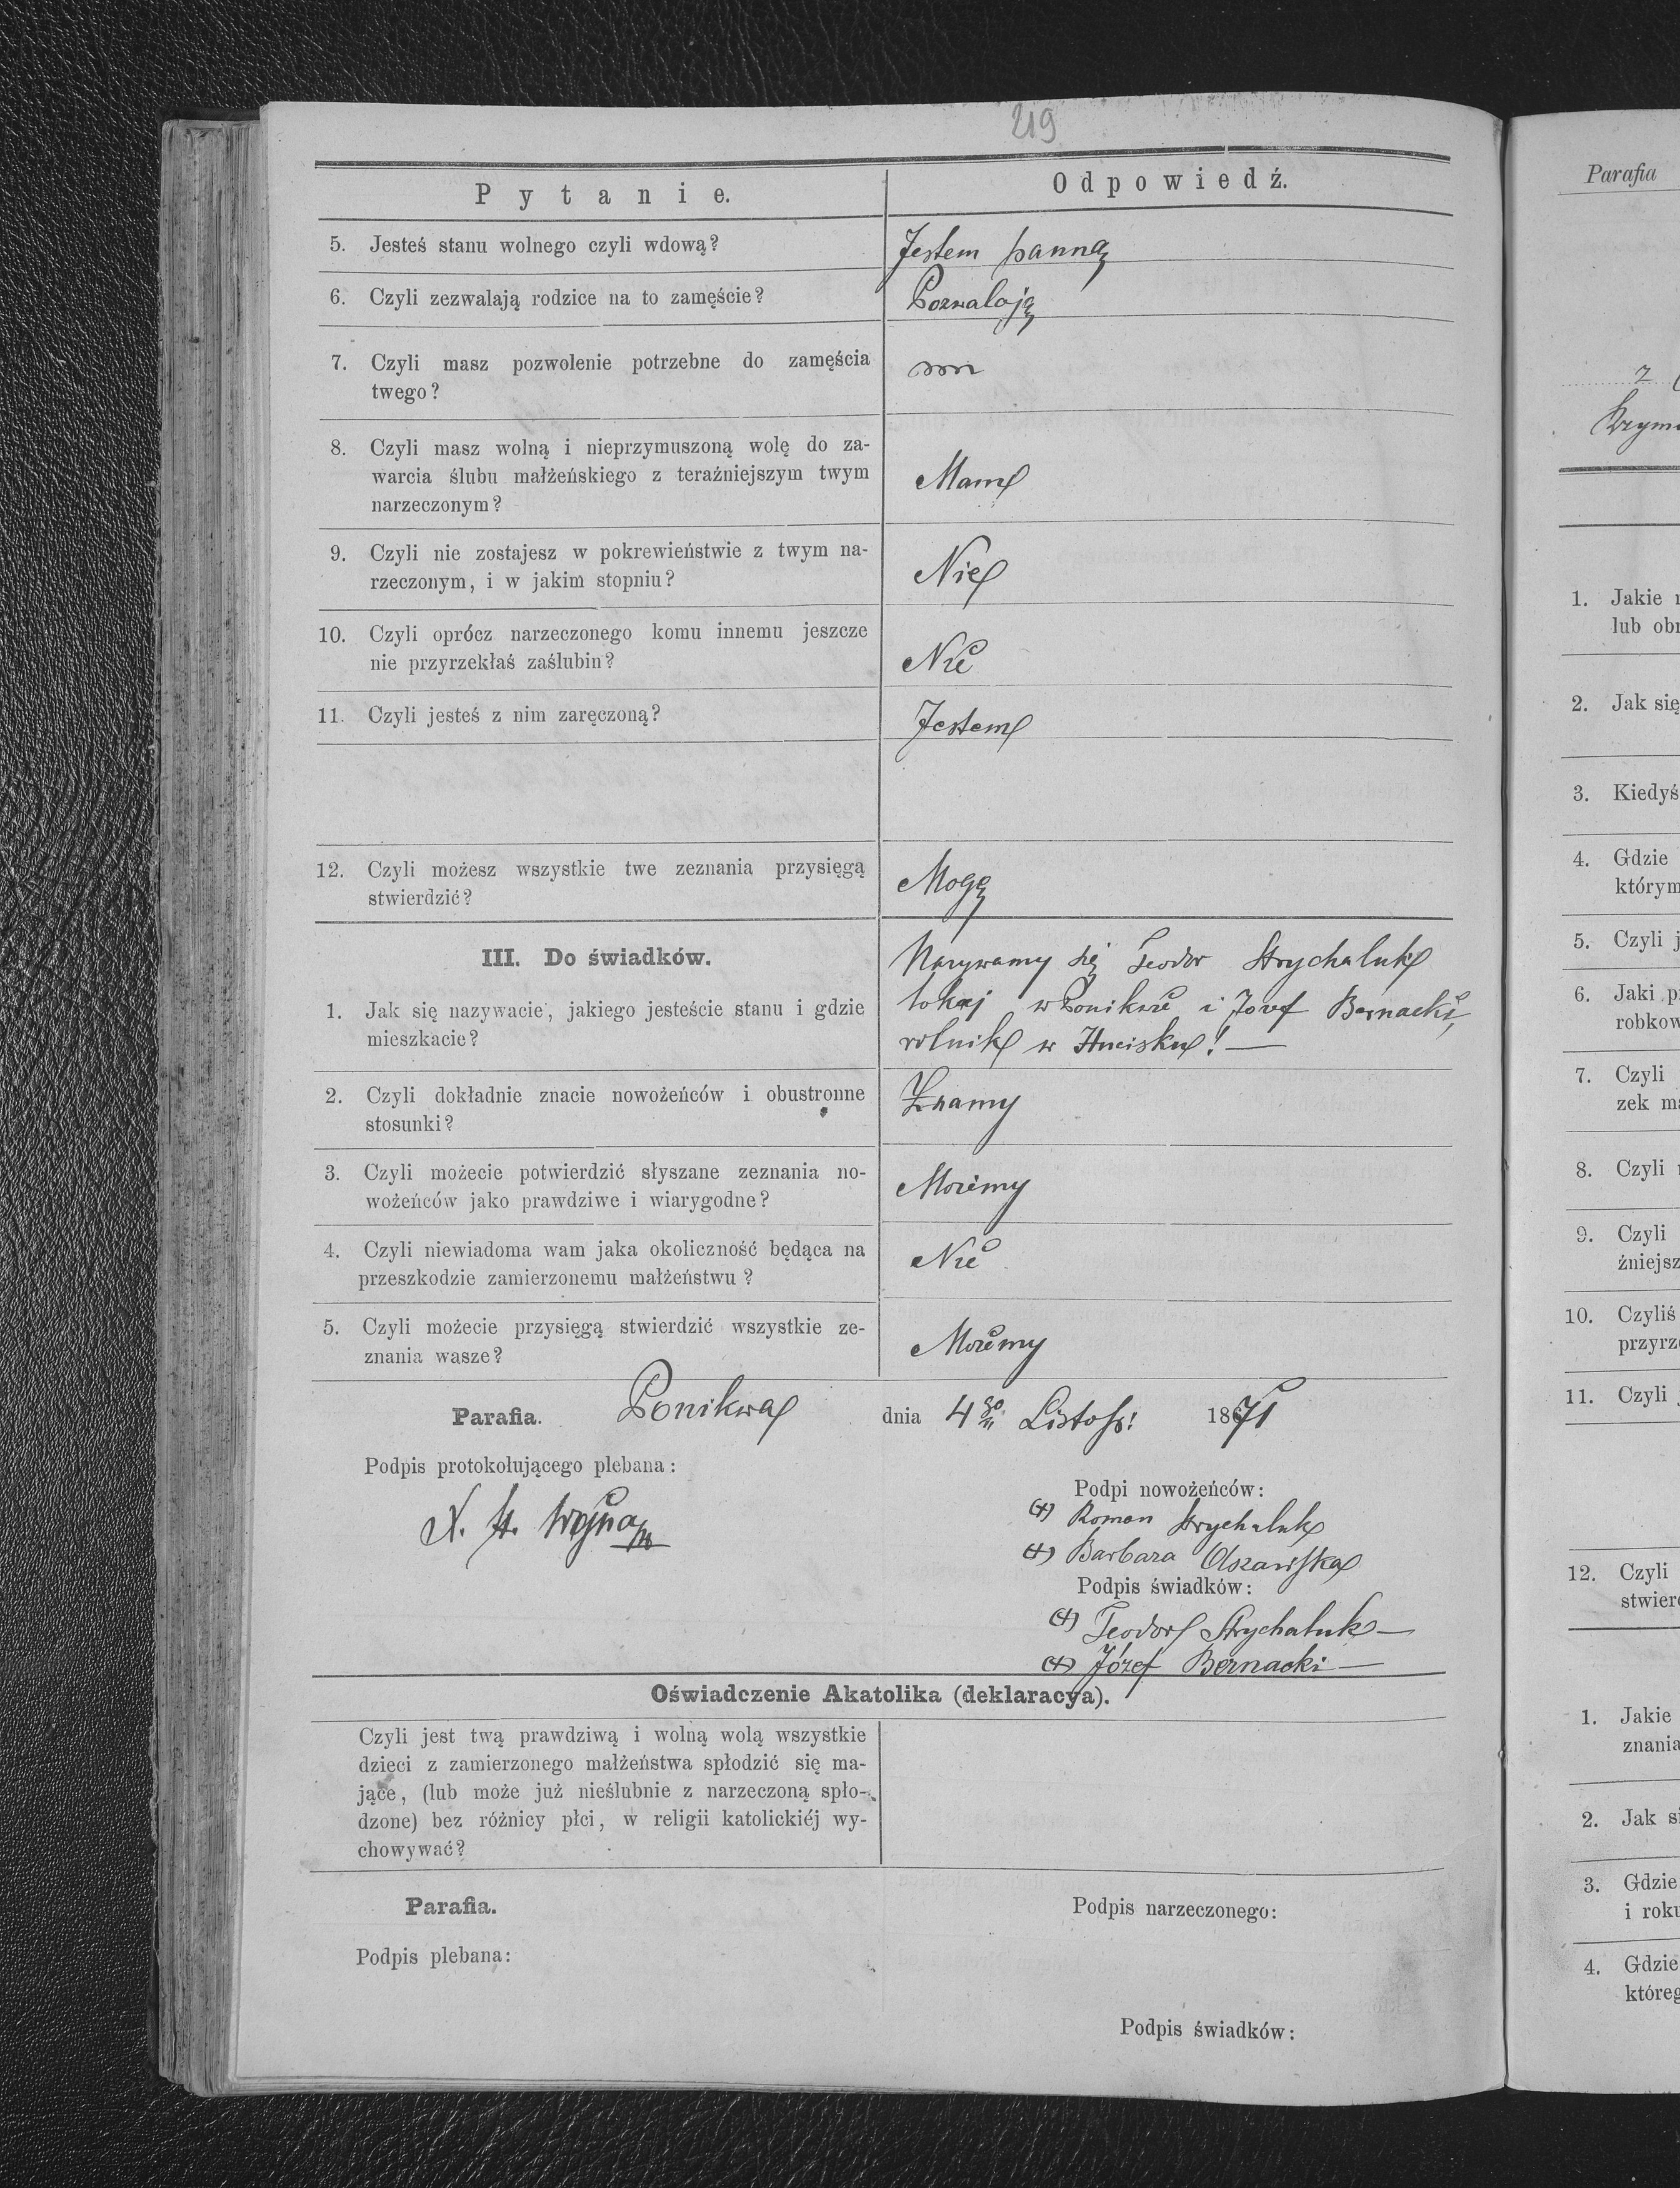 219
Pytanie.
Odpowiedź.
5. Jesteś stanu wolnego czyli wdową?
Jestem panną
6. Czyli zezwalają rodzice na to zamęście?
Pozwalają
7. Czyli masz pozwolenie potrzebne do zamęścia
twego?
8. Czyli masz wolną i nieprzymuszoną wolę do za-
warcia ślubu małżeńskiego z teraźniejszym twym
narzeczonym?
Mam
9. Czyli nie zostajesz w pokrewieństwie z twym na-
rzeczonym, i w jakim stopniu?
Nie
10. Czyli oprócz narzeczonego komu innemu jeszcze
nie przyrzekłaś zaślubin?
Nie
11. Czyli jesteś z nim zaręczoną?
Jestem
12. Czyli możesz wszystkie twe zeznania przysięgą
stwierdzić?
Mogę
III. Do świadków.
1. Jak się nazywacie, jakiego jesteście stanu i gdzie
mieszkacie?
Nazywamy się Teodor Strychaluk
lokaj w Ponikwie i Józef Bernacki,
rolnik w Hucisku! —
2. Czyli dokładnie znacie nowożeńców i obustronne
stosunki?
Znamy
3. Czyli możecie potwierdzić słyszane zeznania no-
wożeńców jako prawdziwe i wiarygodne?
Możemy
4. Czyli niewiadoma wam jaka okoliczność będąca na
przeszkodzie zamierzonemu małżeństwu?
Nie
5. Czyli możecie przysięgą stwierdzić wszystkie ze-
znania wasze?
Możemy
Parafia. Ponikwa dnia 4go Listop: 1871
Podpis protokołującego plebana:
Podpi nowożeńców:
(+) Roman Strychaluk
(+) Barbara Olszańska
Podpis świadków:
(+) Teodor Strychaluk —
(+) Józef Bernacki —
Oświadczenie Akatolika (deklaracya).
Czyli jest twą prawdziwą i wolną wolą wszystkie
dzieci z zamierzonego małżeństwa spłodzić się ma-
jące, (lub może już nieślubnie z narzeczoną spło-
dzone) bez różnicy płci, w religii katolickiéj wy-
chowywać?
Parafia.
Podpis narzeczonego:
Podpis plebana:
Podpis świadków:
Parafia
z
1. Jakie
lub
2. Jak się
3. Kiedyś
4. Gdzie
którym
5. Czyli
6. Jaki
robkow
7. Czyli
zek
8. Czyli
9. Czyli
źniejsz
10. Czyliś
przyrz
11. Czyli
12. Czyli
stwier
1. Jakie
znania
2. Jak
3. Gdzie
i roku
4. Gdzie
któreg